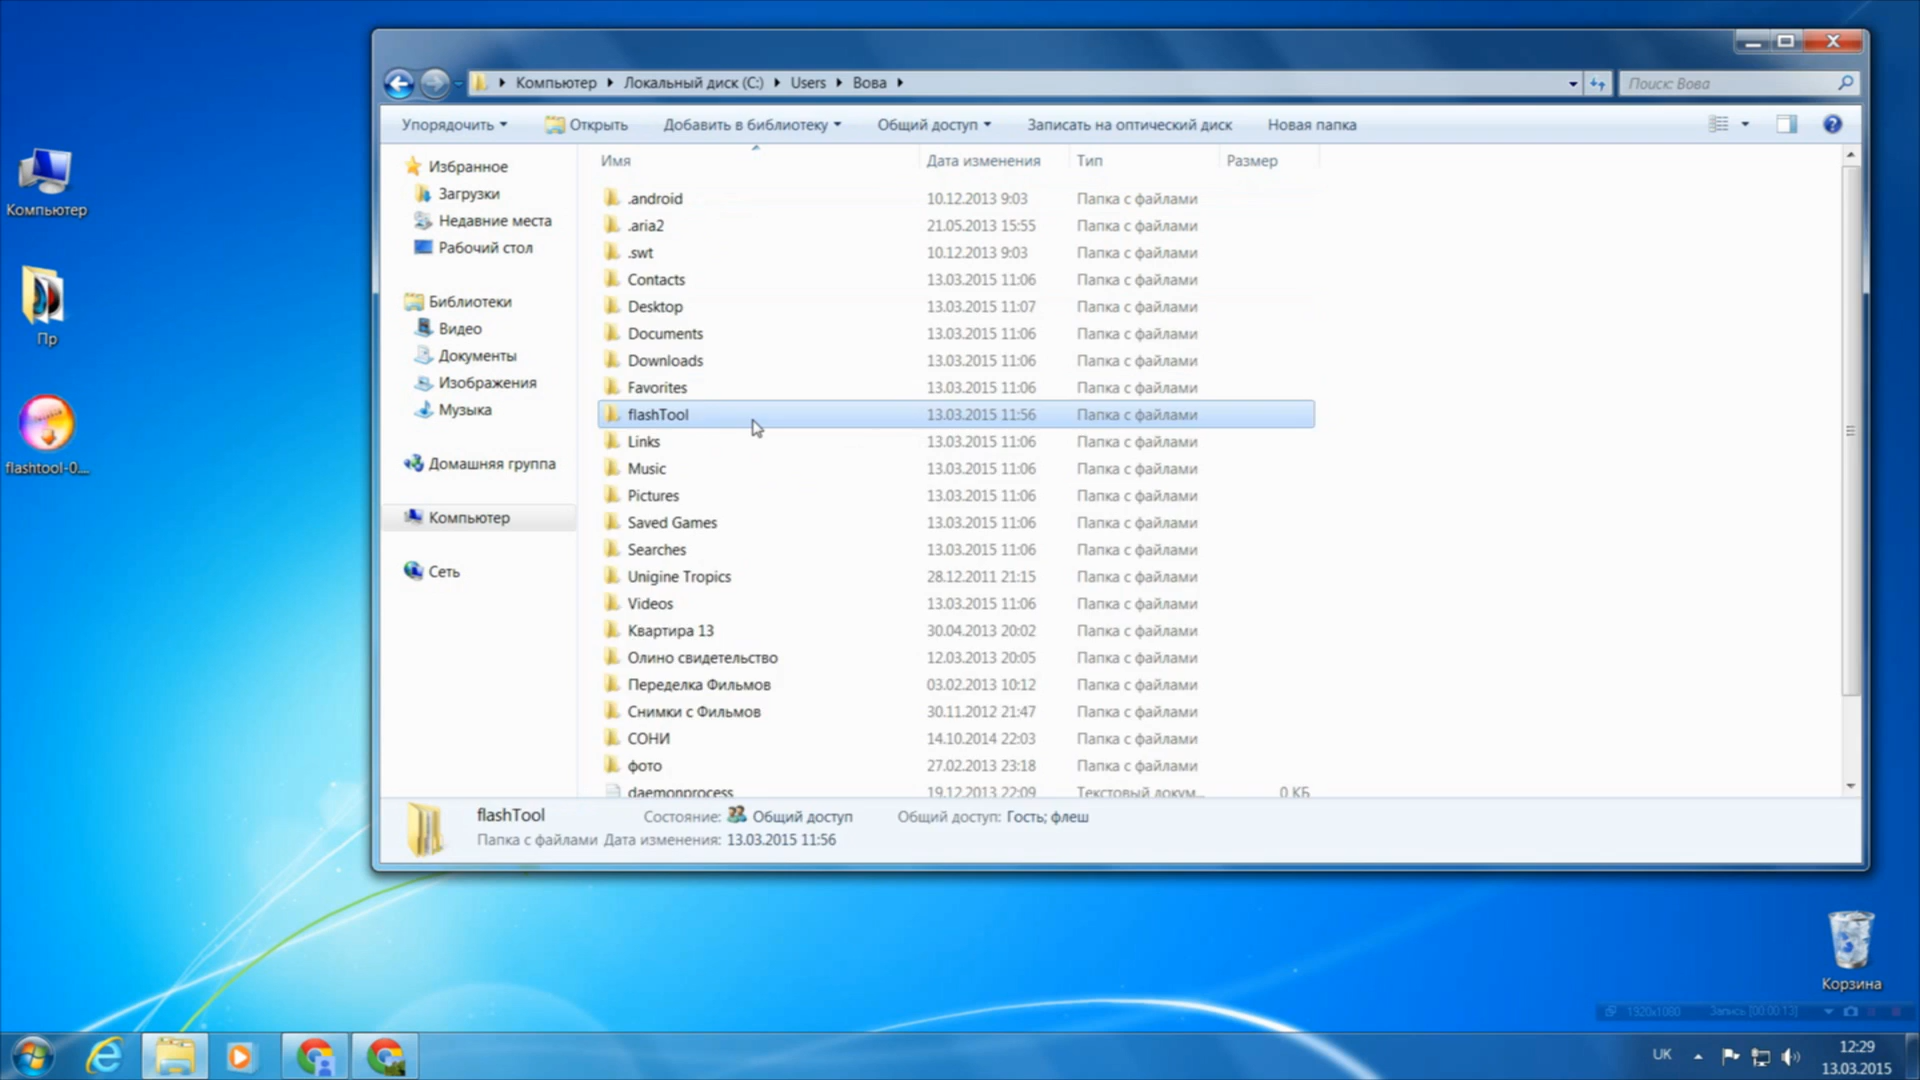 Компьютер
Пр
flashtool-0...
Компьютер Локальный диск (C:) Users Вова
Поиск: Вова
Упорядочить Открыть Добавить в библиотеку Общий доступ Записать на оптический диск Новая папка
Избранное
Загрузки
Недавние места
Рабочий стол
Библиотеки
Видео
Документы
Изображения
Музыка
Домашняя группа
Компьютер
Сеть
Имя Дата изменения Тип Размер
.android 10.12.2013 9:03 Папка с файлами
.aria2 21.05.2013 15:55 Папка с файлами
.swt 10.12.2013 9:03 Папка с файлами
Contacts 13.03.2015 11:06 Папка с файлами
Desktop 13.03.2015 11:07 Папка с файлами
Documents 13.03.2015 11:06 Папка с файлами
Downloads 13.03.2015 11:06 Папка с файлами
Favorites 13.03.2015 11:06 Папка с файлами
flashTool 13.03.2015 11:56 Папка с файлами
Links 13.03.2015 11:06 Папка с файлами
Music 13.03.2015 11:06 Папка с файлами
Pictures 13.03.2015 11:06 Папка с файлами
Saved Games 13.03.2015 11:06 Папка с файлами
Searches 13.03.2015 11:06 Папка с файлами
Unigine Tropics 28.12.2011 21:15 Папка с файлами
Videos 13.03.2015 11:06 Папка с файлами
Квартира 13 30.04.2013 20:02 Папка с файлами
Олино свидетельство 12.03.2013 20:05 Папка с файлами
Переделка Фильмов 03.02.2013 10:12 Папка с файлами
Снимки с Фильмов 30.11.2012 21:47 Папка с файлами
СОНИ 14.10.2014 22:03 Папка с файлами
фото 27.02.2013 23:18 Папка с файлами
daemonprocess 19.12.2013 22:09 Текстовый докум... 0 КБ
flashTool Состояние: Общий доступ Общий доступ: Гость; флеш
Папка с файлами Дата изменения: 13.03.2015 11:56
Корзина
1920x1080 Запись [00:00:13]
UK
12:29
13.03.2015